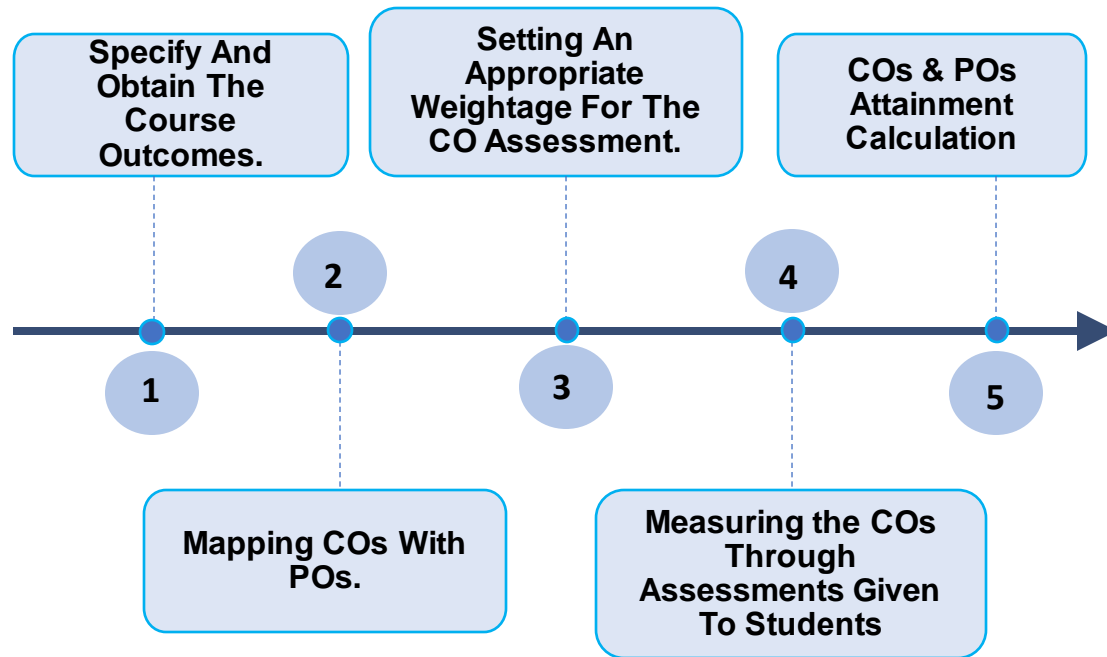 Specify And
Obtain The
Course
Outcomes.
Setting An
Appropriate
Weightage For The
CO Assessment.
COs & POs
Attainment
Calculation
2
4
1
3
5
Mapping COs With
POs.
Measuring the COs
Through
Assessments Given
To Students